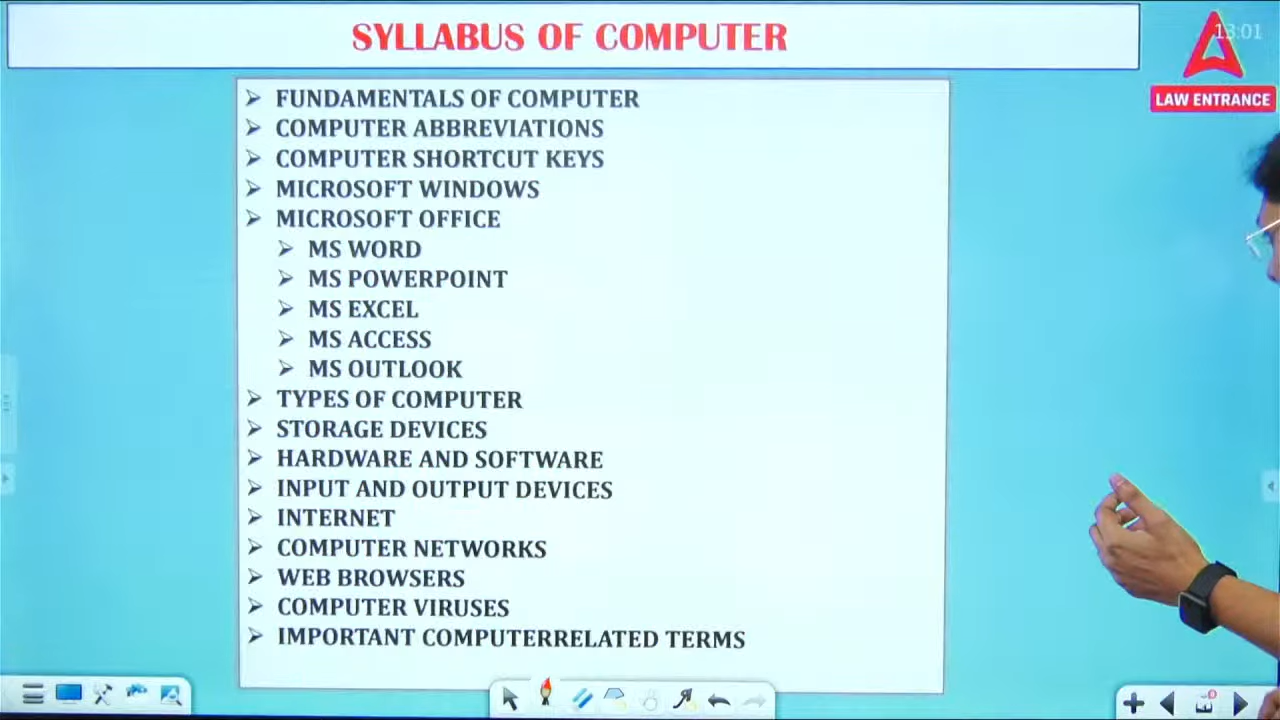 SYLLABUS OF COMPUTER
13:01
LAW ENTRANCE
➤ FUNDAMENTALS OF COMPUTER
➤ COMPUTER ABBREVIATIONS
➤ COMPUTER SHORTCUT KEYS
➤ MICROSOFT WINDOWS
➤ MICROSOFT OFFICE
➤ MS WORD
➤ MS POWERPOINT
➤ MS EXCEL
➤ MS ACCESS
➤ MS OUTLOOK
➤ TYPES OF COMPUTER
➤ STORAGE DEVICES
➤ HARDWARE AND SOFTWARE
➤ INPUT AND OUTPUT DEVICES
➤ INTERNET
➤ COMPUTER NETWORKS
➤ WEB BROWSERS
➤ COMPUTER VIRUSES
➤ IMPORTANT COMPUTERRELATED TERMS